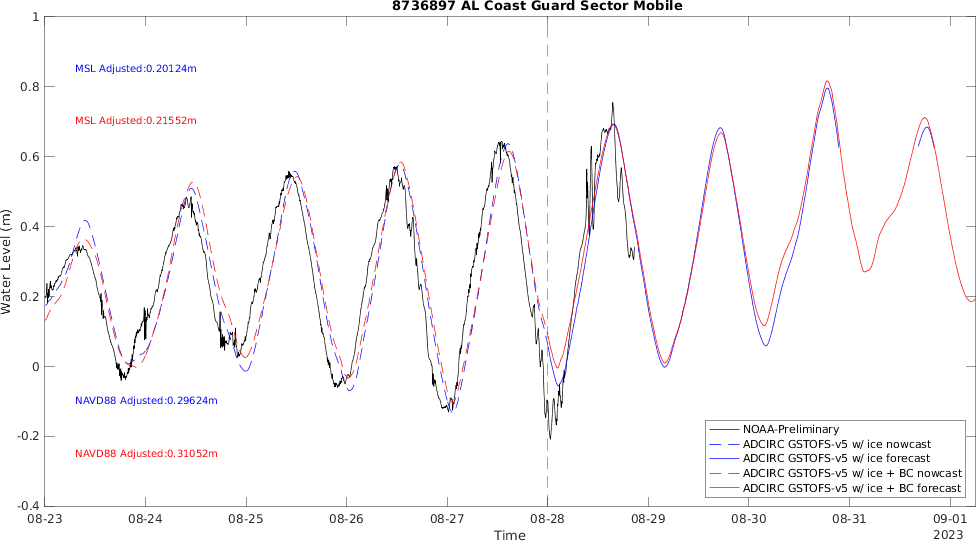 8736897 AL Coast Guard Sector Mobile
1
0.8
0.6
0.4
0.2
0
-0.2
-0.4
Water Level (m)
MSL Adjusted:0.20124m
MSL Adjusted:0.21552m
NAVD88 Adjusted:0.29624m
NAVD88 Adjusted:0.31052m
NOAA-Preliminary
ADCIRC GSTOFS-v5 w/ ice nowcast
ADCIRC GSTOFS-v5 w/ ice forecast
ADCIRC GSTOFS-v5 w/ ice + BC nowcast
ADCIRC GSTOFS-v5 w/ ice + BC forecast
08-23 08-24 08-25 08-26 08-27 08-28 08-29 08-30 08-31 09-01
Time 2023